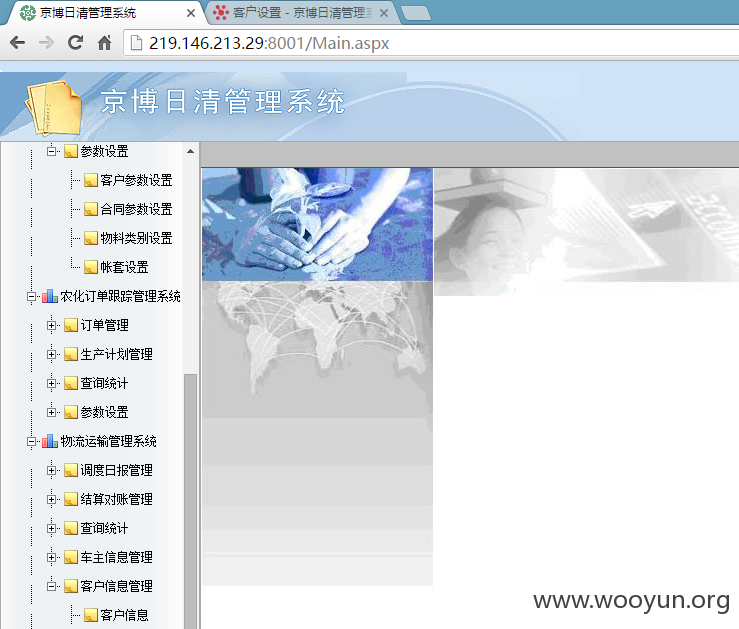 京博日清管理系统
客户设置 - 京博日清管理系
219.146.213.29:8001/Main.aspx
京博日清管理系统
参数设置
客户参数设置
合同参数设置
物料类别设置
帐套设置
农化订单跟踪管理系统
订单管理
生产计划管理
查询统计
参数设置
物流运输管理系统
调度日报管理
结算对账管理
查询统计
车主信息管理
客户信息管理
客户信息
www.wooyun.org